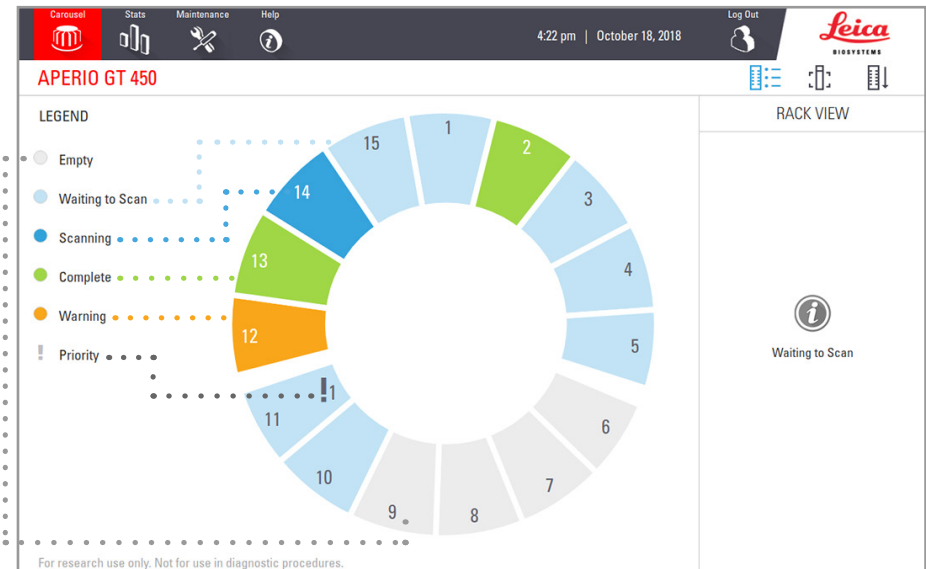 Carousel
Stats
Maintenance
Help
4:22 pm | October 18, 2018
Log Out
Leica
BIOSYSTEMS
APERIO GT 450
LEGEND
Empty
Waiting to Scan
Scanning
Complete
Warning
! Priority
1
2
3
4
5
6
7
8
9
10
11
!1
12
13
14
15
RACK VIEW
i
Waiting to Scan
For research use only. Not for use in diagnostic procedures.